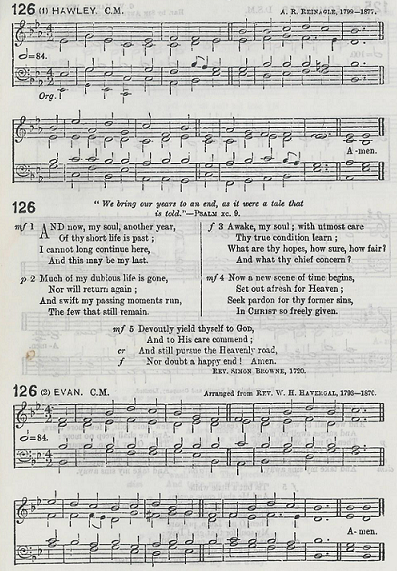 126 (1) HAWLEY. C.M. A. R. REINAGLE, 1799–1877.
=84.
Org.
A-men.
126
"We bring our years to an end, as it were a tale that
is told."—PSALM xc. 9.
mf 1 AND now, my soul, another year,
Of thy short life is past;
I cannot long continue here,
And this may be my last.
p 2 Much of my dubious life is gone,
Nor will return again;
And swift my passing moments run,
The few that still remain.
f 3 Awake, my soul; with utmost care
Thy true condition learn;
What are thy hopes, how sure, how fair?
And what thy chief concern?
mf 4 Now a new scene of time begins,
Set out afresh for Heaven;
Seek pardon for thy former sins,
In CHRIST so freely given.
mf 5 Devoutly yield thyself to GOD,
And to His care commend;
cr And still pursue the Heavenly road,
f Nor doubt a happy end! Amen.
REV. SIMON BROWNE, 1720.
126 (2) EVAN. C.M. Arranged from REV. W. H. HAVERGAL, 1793–1870.
=84.
A-men.